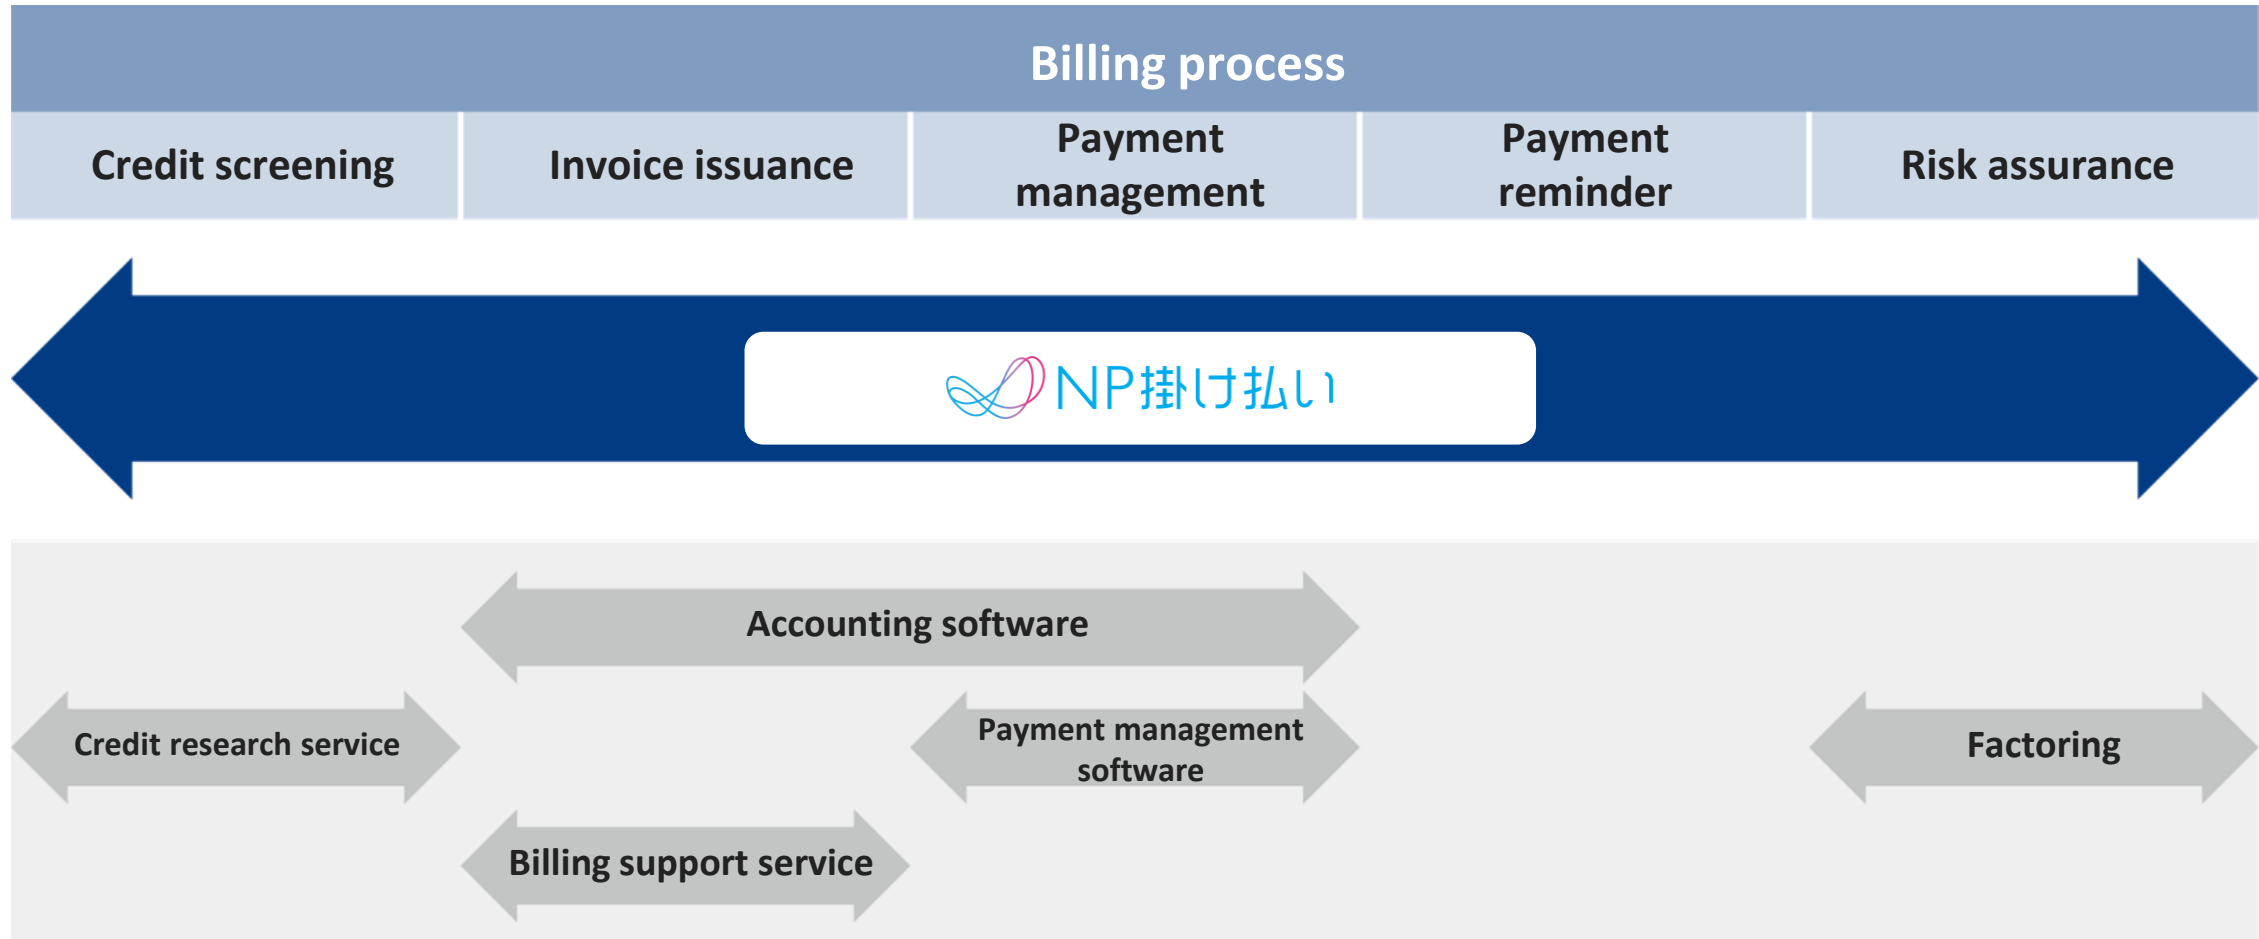 Billing process
Credit screening
Invoice issuance
Payment
management
Payment
reminder
Risk assurance
NP掛け払い
Accounting software
Credit research service
Payment management
software
Factoring
Billing support service